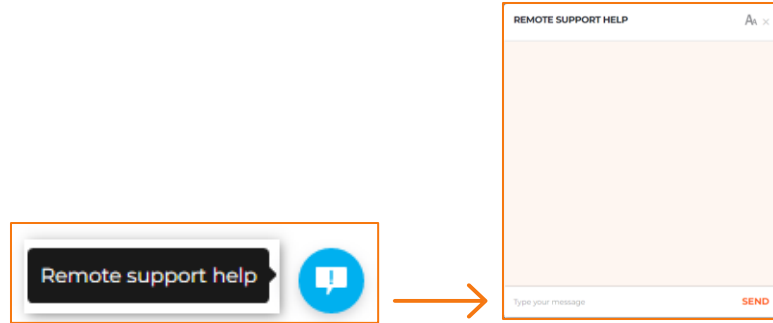 REMOTE SUPPORT HELP AA ×
Remote support help
Type your message SEND